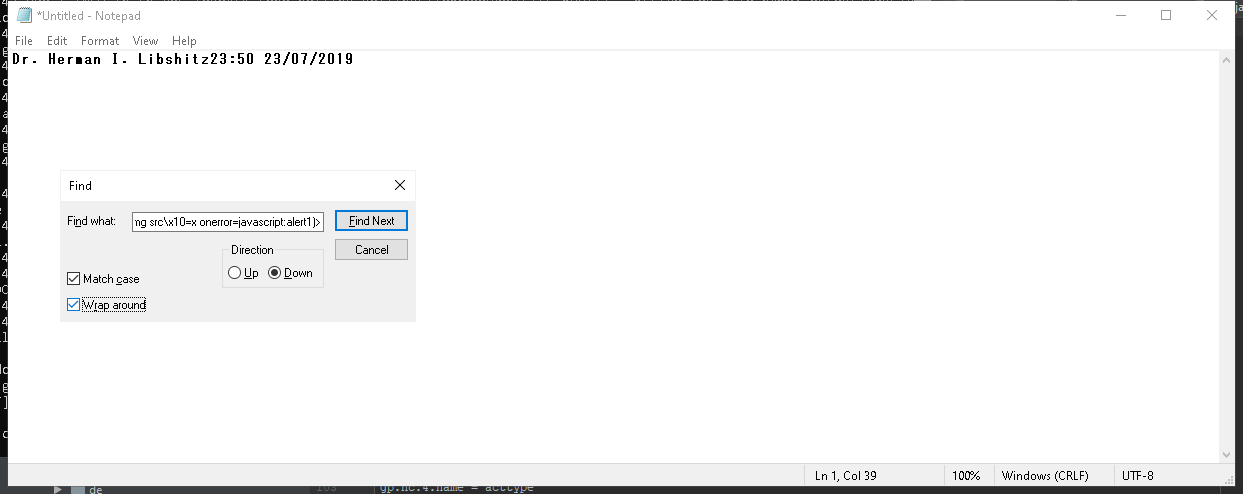 *Untitled - Notepad
File Edit Format View Help
Dr. Herman I. Libshitz23:50 23/07/2019
Find
Find what: ng src\x10=x onerror=javascript:alert1)> Find Next
Direction Cancel
Up Down
Match case
Wrap around
Ln 1, Col 39 100% Windows (CRLF) UTF-8
de gp.nc.4.name = acctype